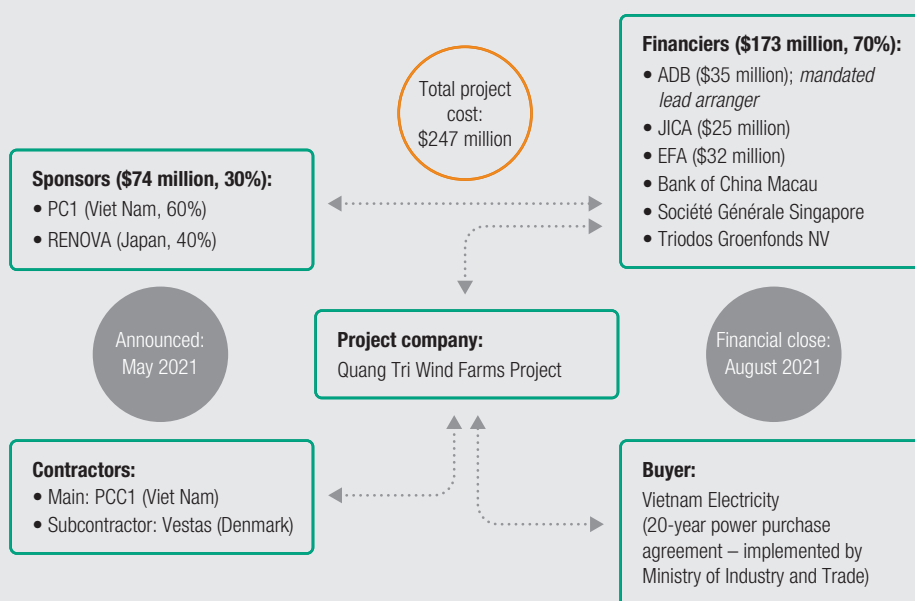 Total project
cost:
$247 million
Financiers ($173 million, 70%):
• ADB ($35 million); mandated
lead arranger
• JICA ($25 million)
• EFA ($32 million)
• Bank of China Macau
• Société Générale Singapore
• Triodos Groenfonds NV
Sponsors ($74 million, 30%):
• PC1 (Viet Nam, 60%)
• RENOVA (Japan, 40%)
Announced:
May 2021
Project company:
Quang Tri Wind Farms Project
Financial close:
August 2021
Contractors:
• Main: PCC1 (Viet Nam)
• Subcontractor: Vestas (Denmark)
Buyer:
Vietnam Electricity
(20-year power purchase
agreement – implemented by
Ministry of Industry and Trade)